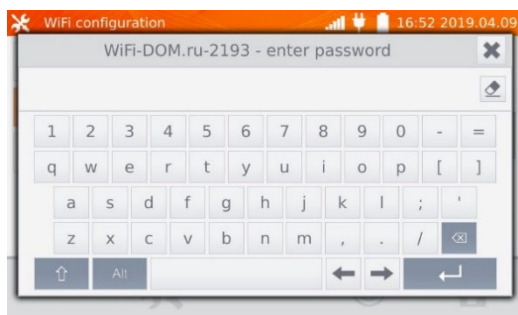 WiFi configuration 16:52 2019.04.09
WiFi-DOM.ru-2193 - enter password
1 2 3 4 5 6 7 8 9 0 - =
q w e r t y u i o p [ ]
a s d f g h j k l ; '
z x c v b n m , . /
Alt